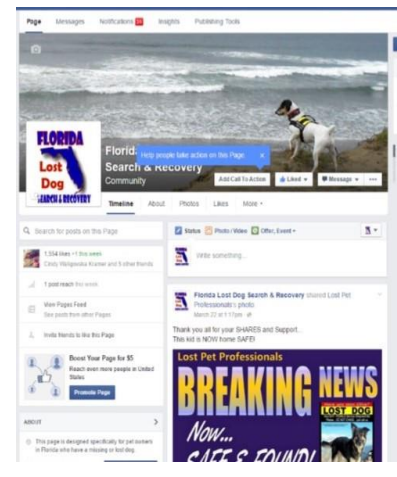 Page Messages Notifications Insights Publishing Tools
FLORIDA
Lost
Dog
SEARCH & RECOVERY
Florida
Help people take action on this Page. ×
Search & Recovery
Community
Add Call To Action Liked Message ...
Timeline About Photos Likes More
Search for posts on this Page
1,554 likes +1 this week
and 5 other friends
1 post reach this week
View Pages Feed
See posts from other Pages
Invite friends to like this Page
Boost Your Page for $5
Reach even more people in United
States
Promote Page
ABOUT
This page is designed specifically for pet owners
in Florida who have a missing or lost dog.
Status Photo / Video Offer, Event +
Write something...
Florida Lost Dog Search & Recovery shared Lost Pet
Professionals's photo
March 22 at 1:17pm
Thank you all for your SHARES and Support.
This kid is NOW home SAFE!
Lost Pet Professionals
BREAKING NEWS
LOST DOG
Now...
SAFE & FOUND!